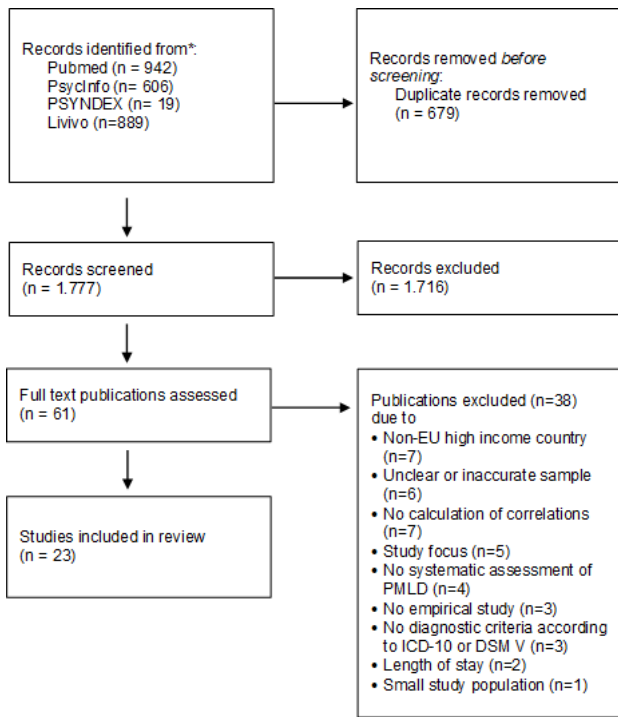 Records identified from*:
Pubmed (n = 942)
PsycInfo (n= 606)
PSYNDEX (n= 19)
Livivo (n=889)
Records removed before
screening:
Duplicate records removed
(n = 679)
Records screened
(n = 1.777)
Records excluded
(n = 1.716)
Full text publications assessed
(n = 61)
Publications excluded (n=38)
due to
• Non-EU high income country
(n=7)
• Unclear or inaccurate sample
(n=6)
• No calculation of correlations
(n=7)
• Study focus (n=5)
• No systematic assessment of
PMLD (n=4)
• No empirical study (n=3)
• No diagnostic criteria according
to ICD-10 or DSM V (n=3)
• Length of stay (n=2)
• Small study population (n=1)
Studies included in review
(n = 23)